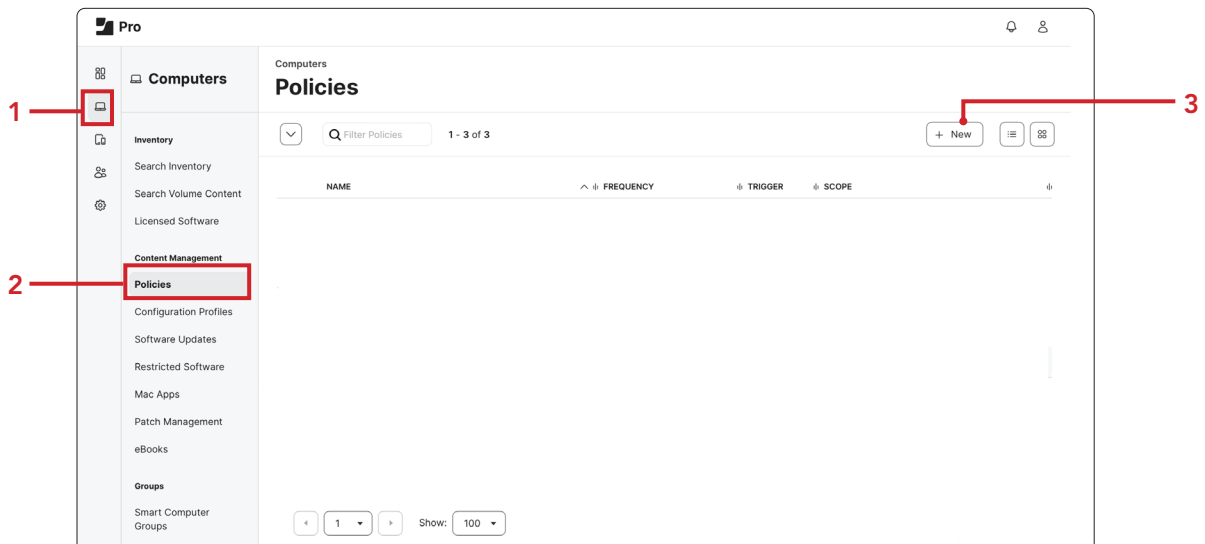 Pro
Computers
Computers
Policies
1
3
Inventory
Filter Policies
1 - 3 of 3
+ New
Search Inventory
Search Volume Content
Licensed Software
NAME
FREQUENCY
TRIGGER
SCOPE
Content Management
2
Policies
Configuration Profiles
Software Updates
Restricted Software
Mac Apps
Patch Management
eBooks
Groups
Smart Computer
Groups
1
Show:
100